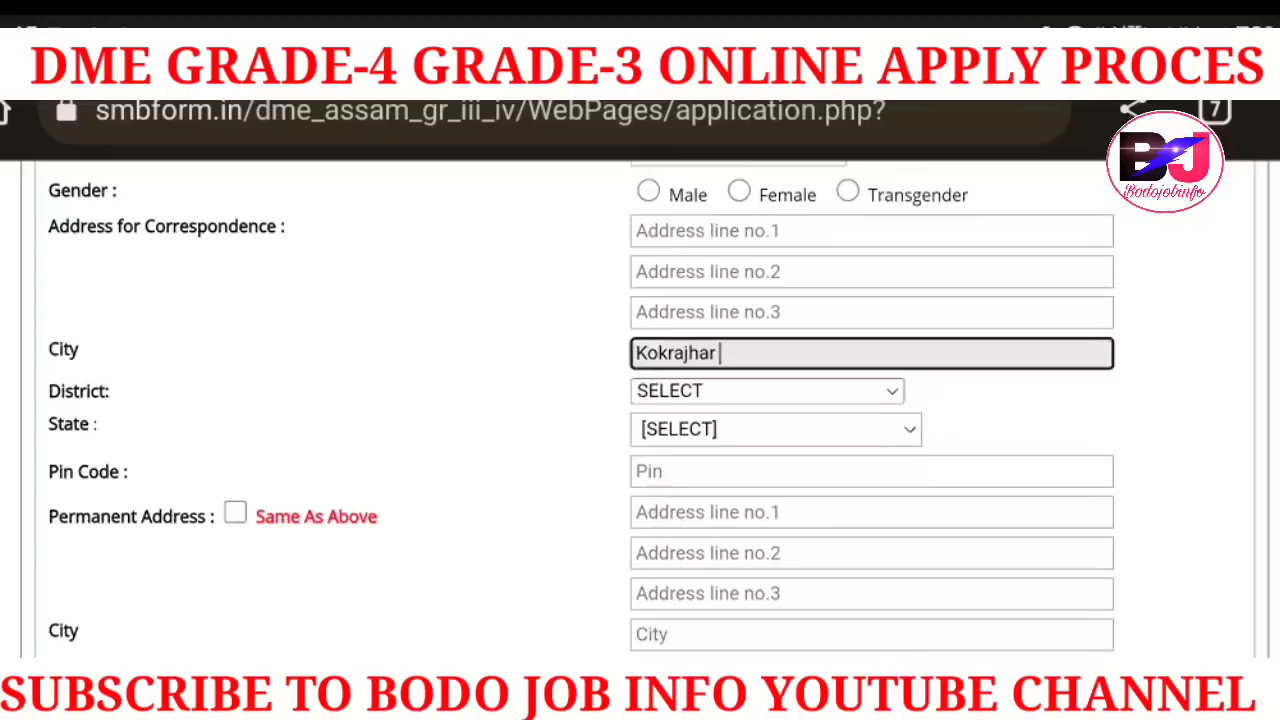 DME GRADE-4 GRADE-3 ONLINE APPLY PROCES
smbform.in/dme_assam_gr_iii_iv/WebPages/application.php?
7
BJ
Bodojobinfo
Gender : Male Female Transgender
Address for Correspondence : Address line no.1
Address line no.2
Address line no.3
City Kokrajhar
District: SELECT
State : [SELECT]
Pin Code : Pin
Permanent Address : Same As Above Address line no.1
Address line no.2
Address line no.3
City City
SUBSCRIBE TO BODO JOB INFO YOUTUBE CHANNEL